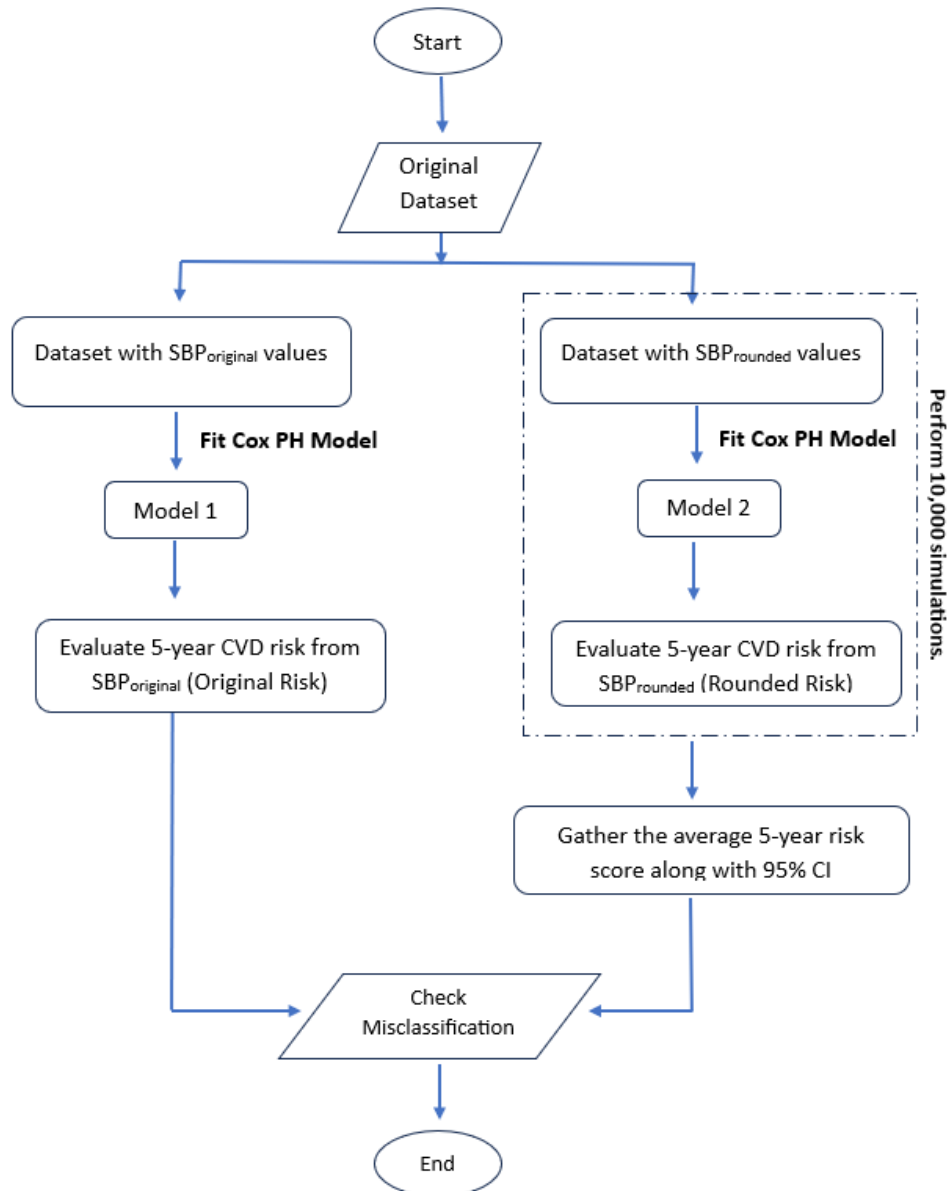 Start
Original
Dataset
Dataset with SBPoriginal values
Fit Cox PH Model
Model 1
Evaluate 5-year CVD risk from
SBPoriginal (Original Risk)
Dataset with SBProunded values
Fit Cox PH Model
Model 2
Evaluate 5-year CVD risk from
SBProunded (Rounded Risk)
Perform 10,000 simulations.
Gather the average 5-year risk
score along with 95% CI
Check
Misclassification
End